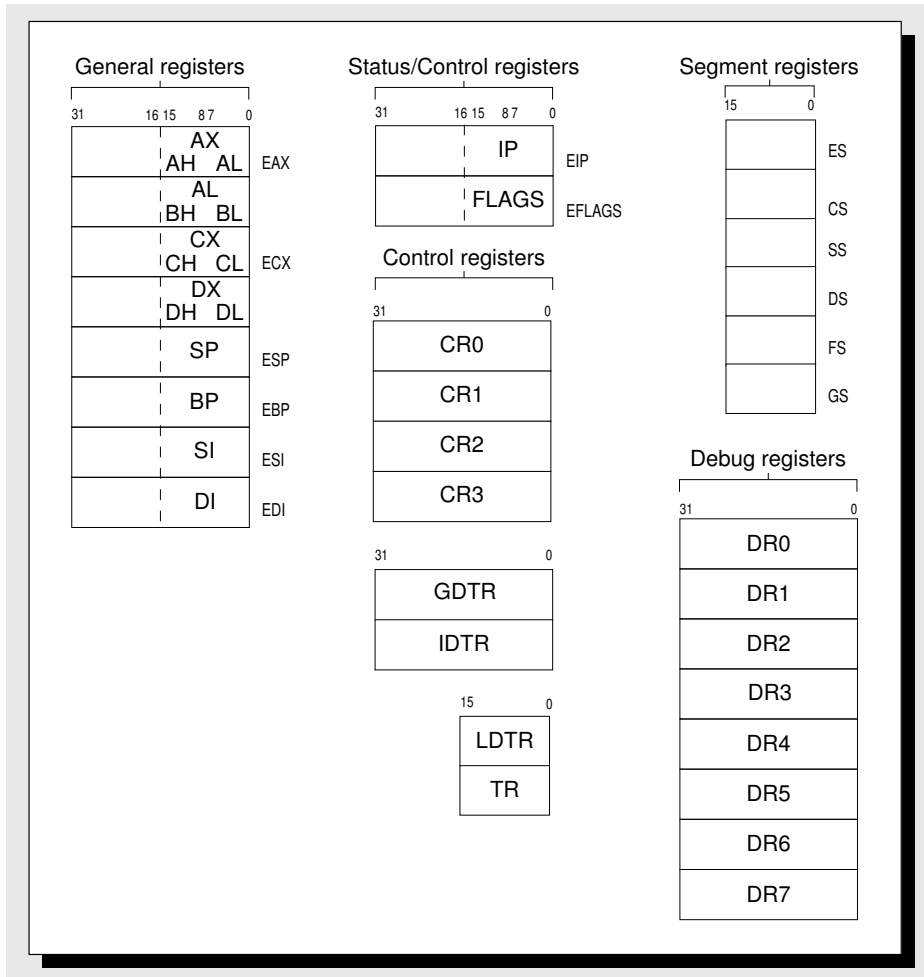 General registers
31 16 15 8 7 0
AX
AH AL EAX
AL
BH BL
CX
CH CL ECX
DX
DH DL
SP ESP
BP EBP
SI ESI
DI EDI
Status/Control registers
31 16 15 8 7 0
IP EIP
FLAGS EFLAGS
Control registers
31 0
CR0
CR1
CR2
CR3
31 0
GDTR
IDTR
15 0
LDTR
TR
Segment registers
15 0
ES
CS
SS
DS
FS
GS
Debug registers
31 0
DR0
DR1
DR2
DR3
DR4
DR5
DR6
DR7